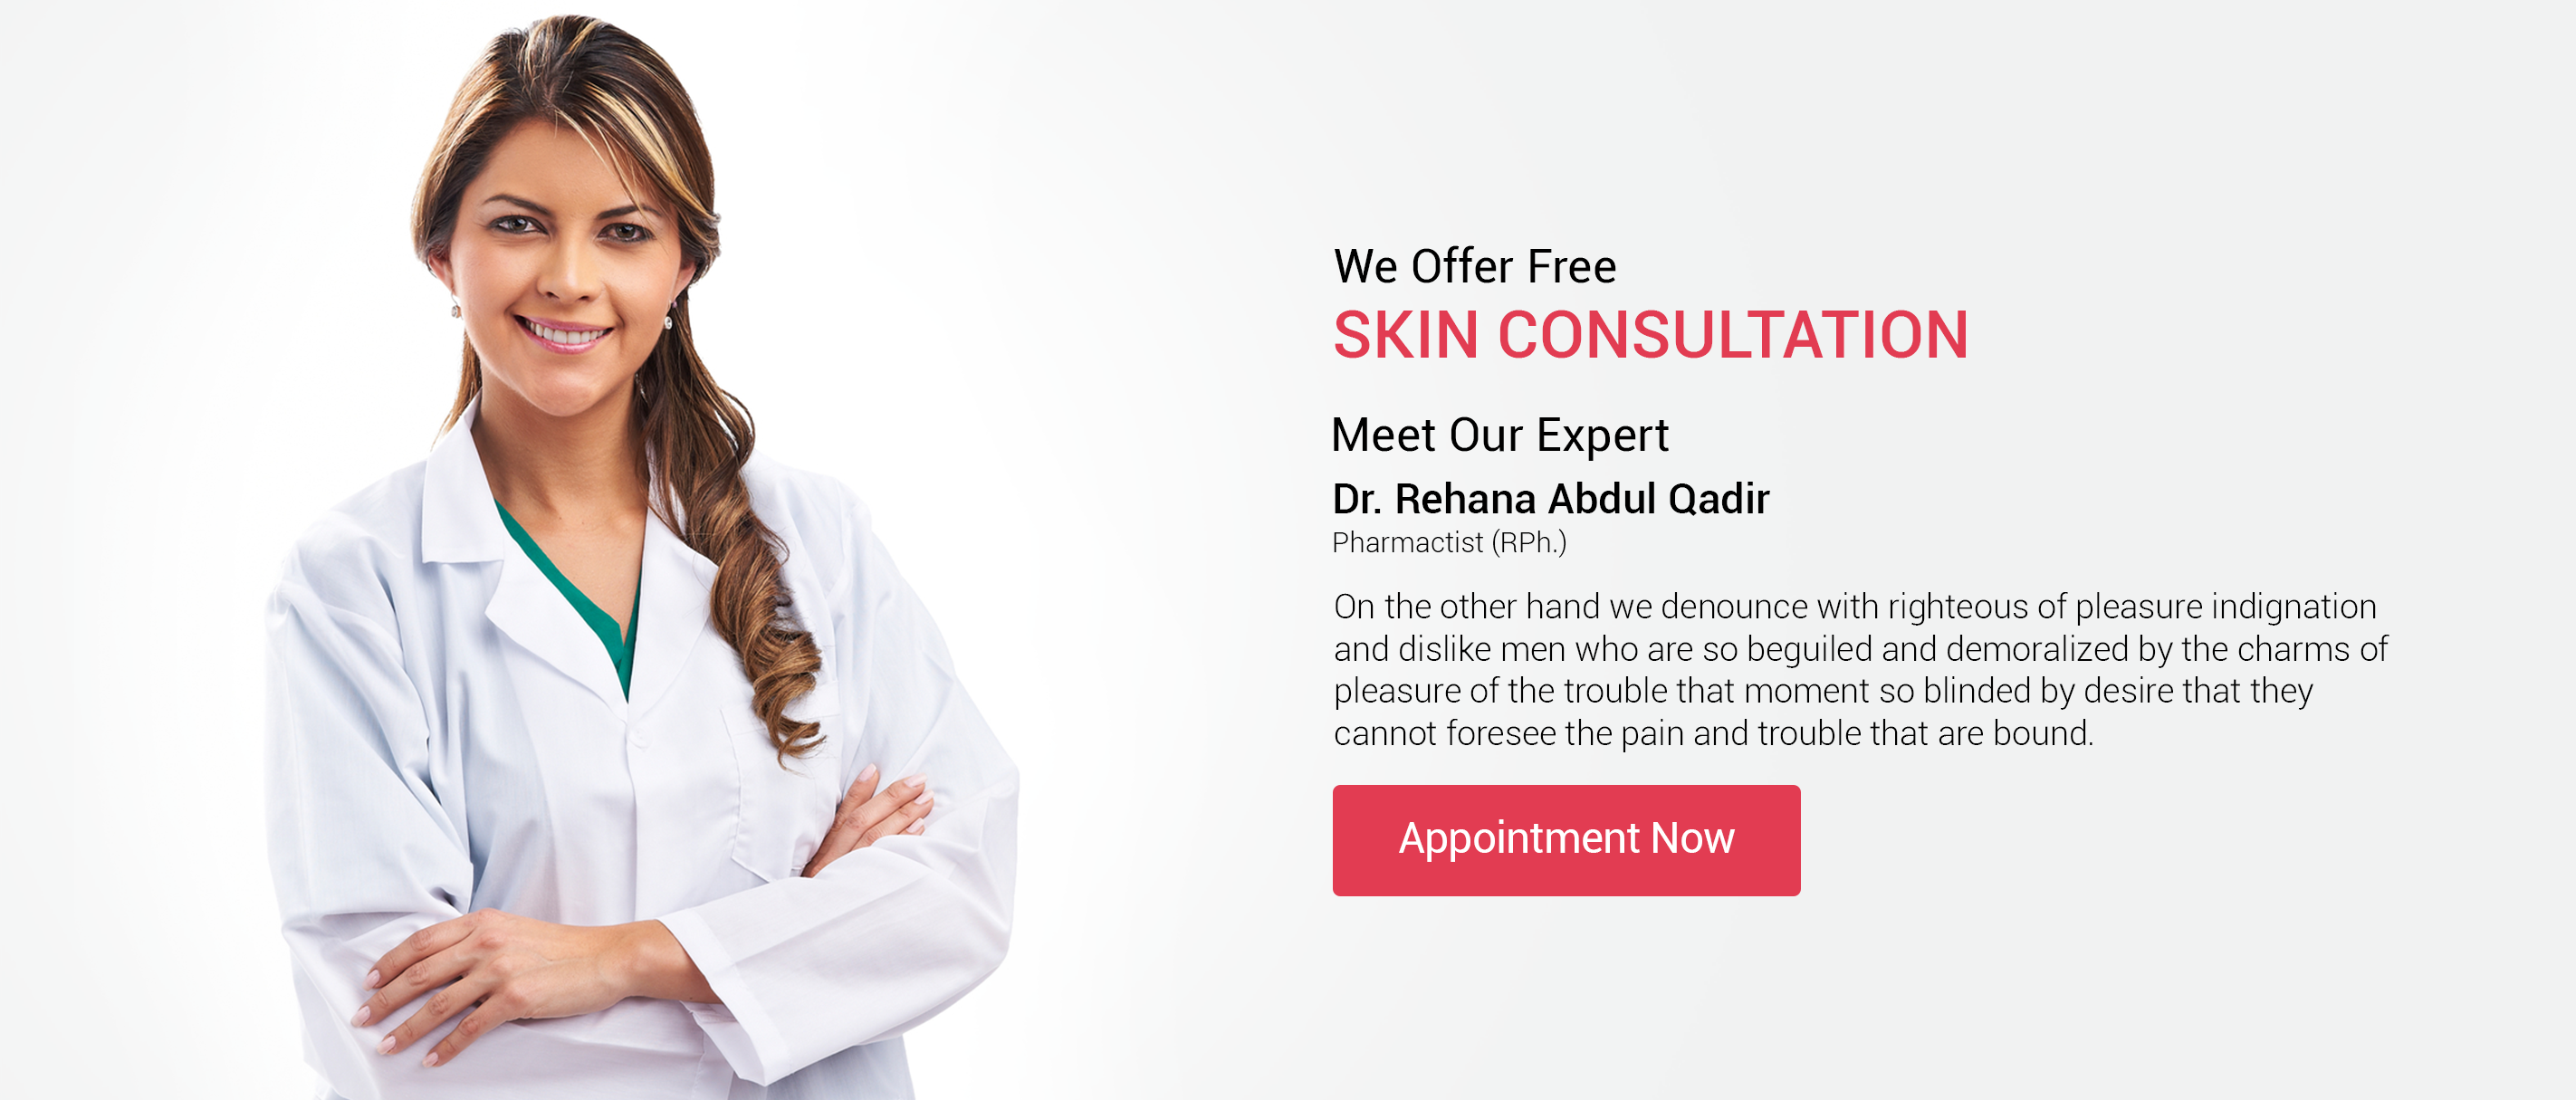 We Offer Free
SKIN CONSULTATION
Meet Our Expert
Dr. Rehana Abdul Qadir
Pharmactist (RPh.)
On the other hand we denounce with righteous of pleasure indignation
and dislike men who are so beguiled and demoralized by the charms of
pleasure of the trouble that moment so blinded by desire that they
cannot foresee the pain and trouble that are bound.
Appointment Now